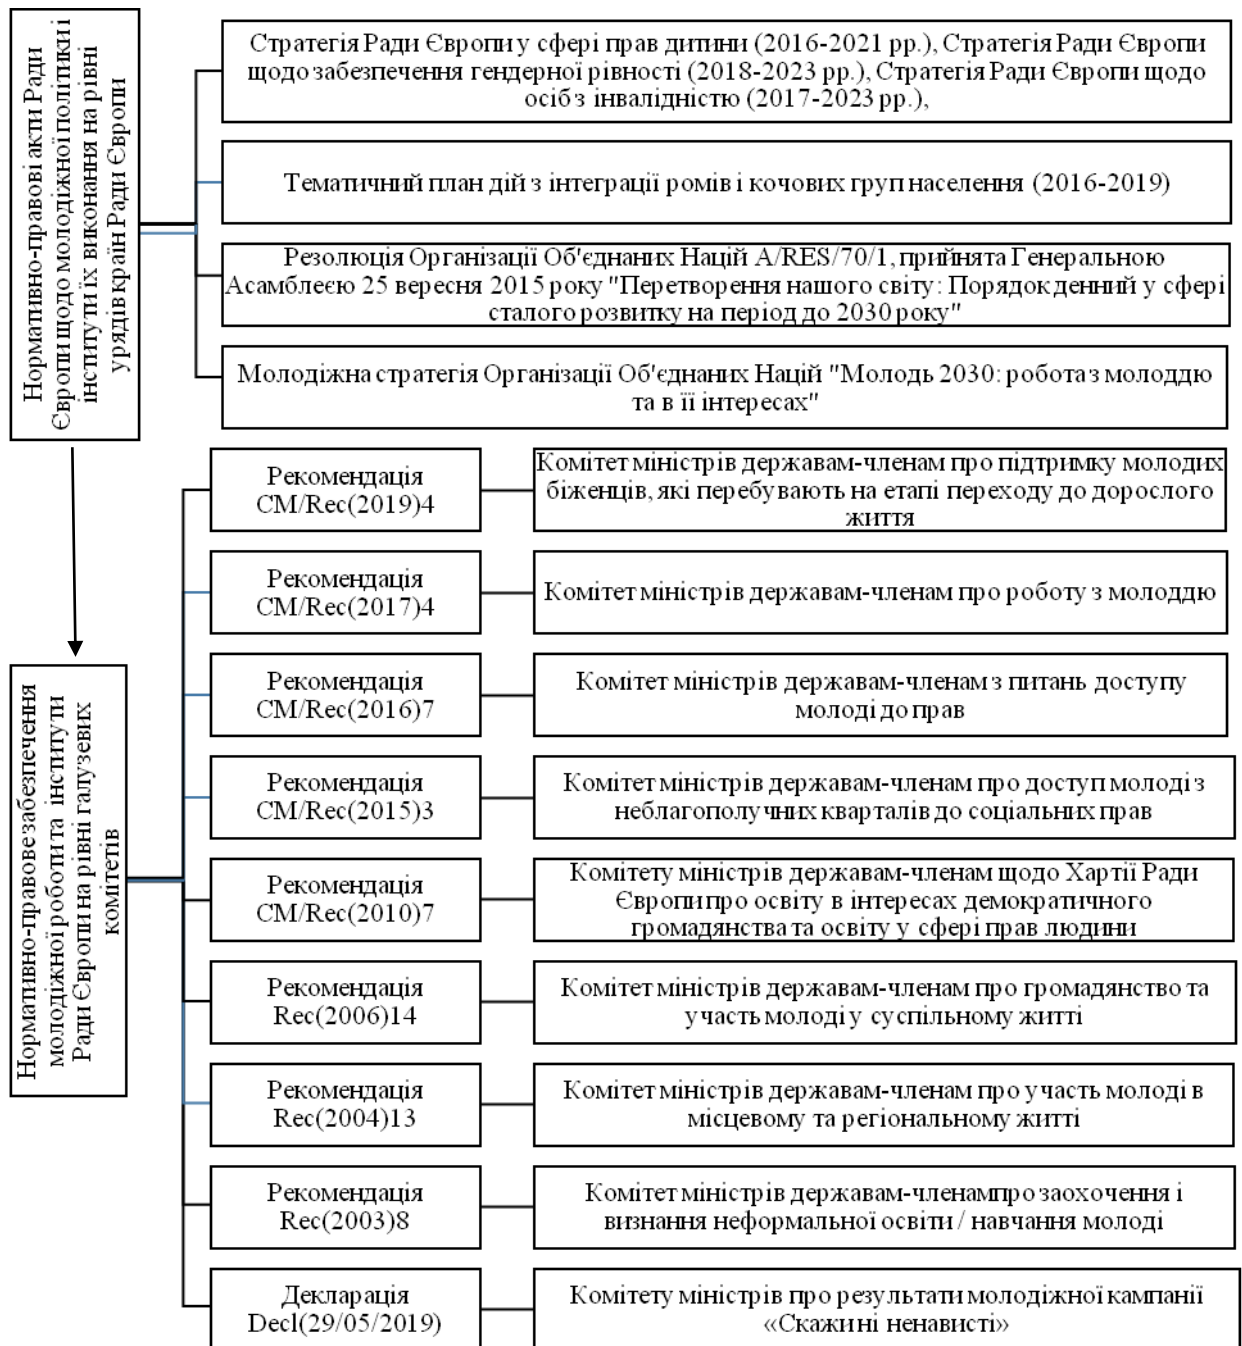 Нормативно-правові акти Ради
Європи щодо молодіжної політики і
інститути їх виконання на рівні
урядів країн Ради Європи
Стратегія Ради Європи у сфері прав дитини (2016-2021 рр.), Стратегія Ради Європи
щодо забезпечення гендерної рівності (2018-2023 рр.), Стратегія Ради Європи щодо
осіб з інвалідністю (2017-2023 рр.),
Тематичний план дій з інтеграції ромів і кочових груп населення (2016-2019)
Резолюція Організації Об'єднаних Націй A/RES/70/1, прийнята Генеральною
Асамблеєю 25 вересня 2015 року "Перетворення нашого світу: Порядок денний у сфері
сталого розвитку на період до 2030 року"
Молодіжна стратегія Організації Об'єднаних Націй "Молодь 2030: робота з молоддю
та в її інтересах"
Нормативно-правове забезпечення
молодіжної роботи та інститути
Ради Європи на рівні галузевих
комітетів
Рекомендація
CM/Rec(2019)4
Комітет міністрів державам-членам про підтримку молодих
біженців, які перебувають на етапі переходу до дорослого
життя
Рекомендація
CM/Rec(2017)4
Комітет міністрів державам-членам про роботу з молоддю
Рекомендація
CM/Rec(2016)7
Комітет міністрів державам-членам з питань доступу
молоді до прав
Рекомендація
CM/Rec(2015)3
Комітет міністрів державам-членам про доступ молоді з
неблагополучних кварталів до соціальних прав
Рекомендація
CM/Rec(2010)7
Комітету міністрів державам-членам щодо Хартії Ради
Європи про освіту в інтересах демократичного
громадянства та освіту у сфері прав людини
Рекомендація
Rec(2006)14
Комітет міністрів державам-членам про громадянство та
участь молоді у суспільному житті
Рекомендація
Rec(2004)13
Комітет міністрів державам-членам про участь молоді в
місцевому та регіональному житті
Рекомендація
Rec(2003)8
Комітет міністрів державам-членампро заохочення і
визнання неформальної освіти / навчання молоді
Декларація
Decl(29/05/2019)
Комітету міністрів про результати молодіжної кампанії
«Скажи ні ненависті»